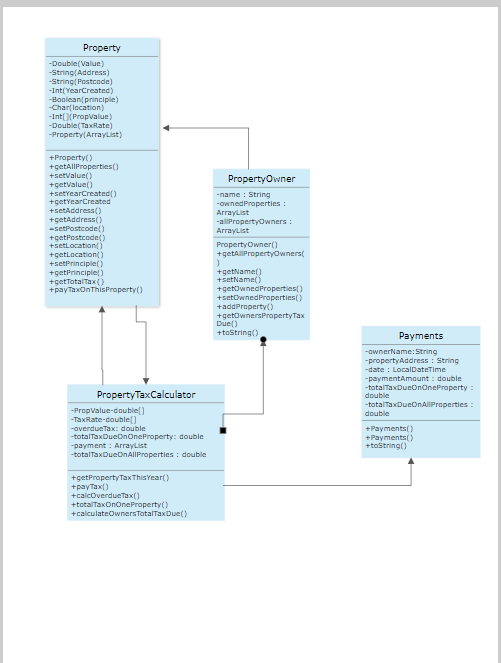 Property
-Double(Value)
-String(Address)
-String(Postcode)
-Int(YearCreated)
-Boolean(principle)
-Char(location)
-Int[](PropValue)
-Double(TaxRate)
-Property(ArrayList)
+Property()
+getAllProperties()
+setValue()
+getValue()
+setYearCreated()
+getYearCreated
+setAddress()
+getAddress()
=setPostcode()
+getPostcode()
+setLocation()
+getLocation()
+setPrinciple()
+getPrinciple()
+getTotalTax()
+payTaxOnThisProperty()
PropertyOwner
-name : String
-ownedProperties :
ArrayList
-allPropertyOwners :
ArrayList
PropertyOwner()
+getAllPropertyOwners(
)
+getName()
+setName()
+getOwnedProperties()
+setOwnedProperties()
+addProperty()
+getOwnersPropertyTax
Due()
+toString()
Payments
-ownerName:String
-propertyAddress : String
-date : LocalDateTime
-paymentAmount : double
-totalTaxDueOnOneProperty :
double
-totalTaxDueOnAllProperties :
double
+Payments()
+Payments()
+toString()
PropertyTaxCalculator
-PropValue-double[]
-TaxRate-double[]
-overdueTax: double
-totalTaxDueOnOneProperty: double
-payment : ArrayList
-totalTaxDueOnAllProperties : double
+getPropertyTaxThisYear()
+payTax()
+calcOverdueTax()
+totalTaxOnOneProperty()
+calculateOwnersTotalTaxDue()